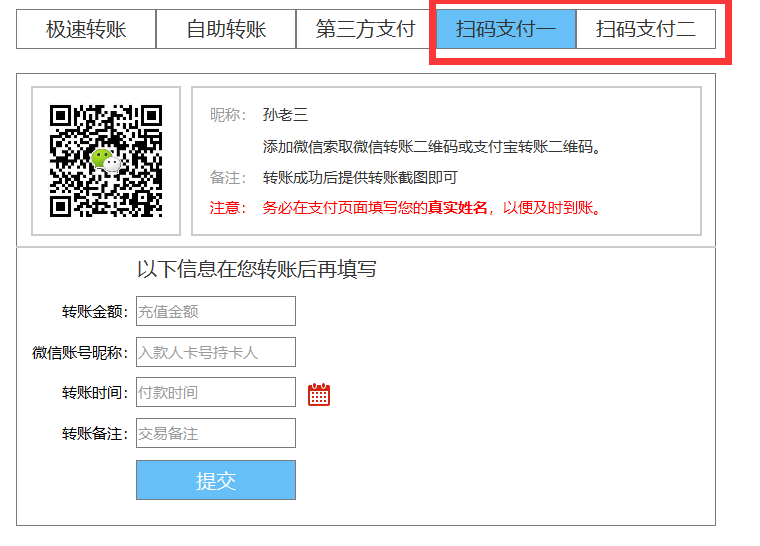 极速转账 自助转账 第三方支付 扫码支付一 扫码支付二
昵称： 孙老三
添加微信索取微信转账二维码或支付宝转账二维码。
备注： 转账成功后提供转账截图即可
注意： 务必在支付页面填写您的真实姓名，以便及时到账。
以下信息在您转账后再填写
转账金额： 充值金额
微信账号昵称： 入款人卡号持卡人
转账时间： 付款时间
转账备注： 交易备注
提交